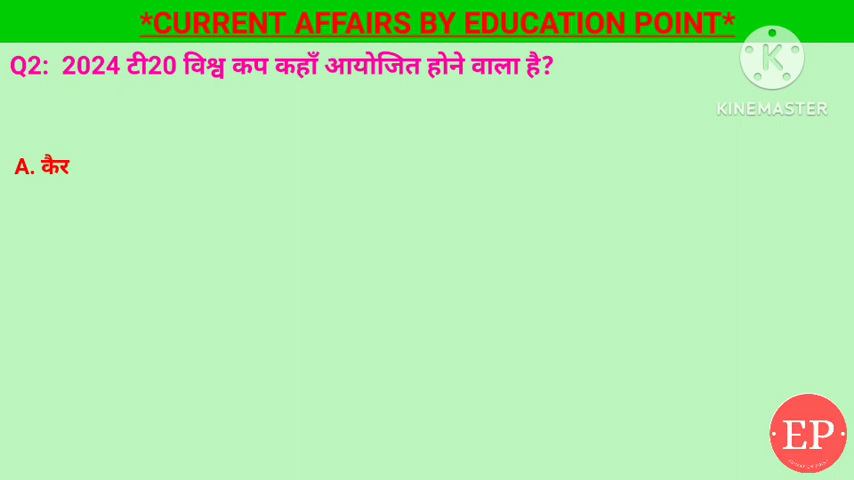 *CURRENT AFFAIRS BY EDUCATION POINT*
Q2: 2024 टी20 विश्व कप कहाँ आयोजित होने वाला है?
K
KINEMASTER
A. कैर
EP